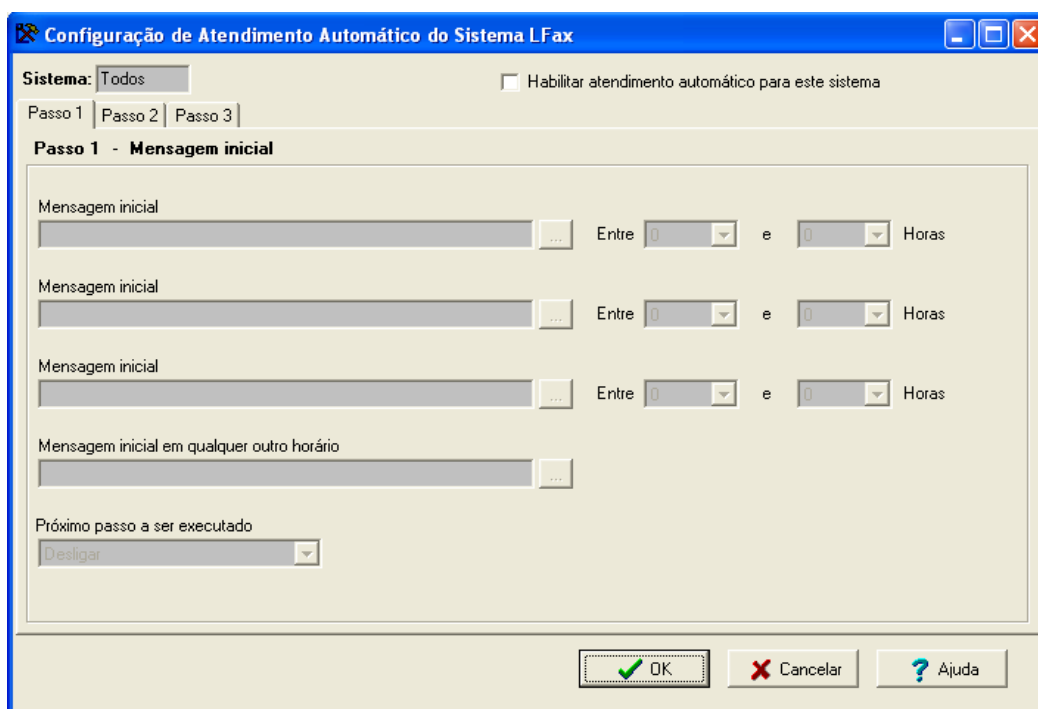 Configuração de Atendimento Automático do Sistema LFax
Sistema: Todos Habilitar atendimento automático para este sistema
Passo 1 Passo 2 Passo 3
Passo 1 - Mensagem inicial
Mensagem inicial
... Entre 0 e 0 Horas
Mensagem inicial
... Entre 0 e 0 Horas
Mensagem inicial
... Entre 0 e 0 Horas
Mensagem inicial em qualquer outro horário
...
Próximo passo a ser executado
Desligar
OK Cancelar ? Ajuda